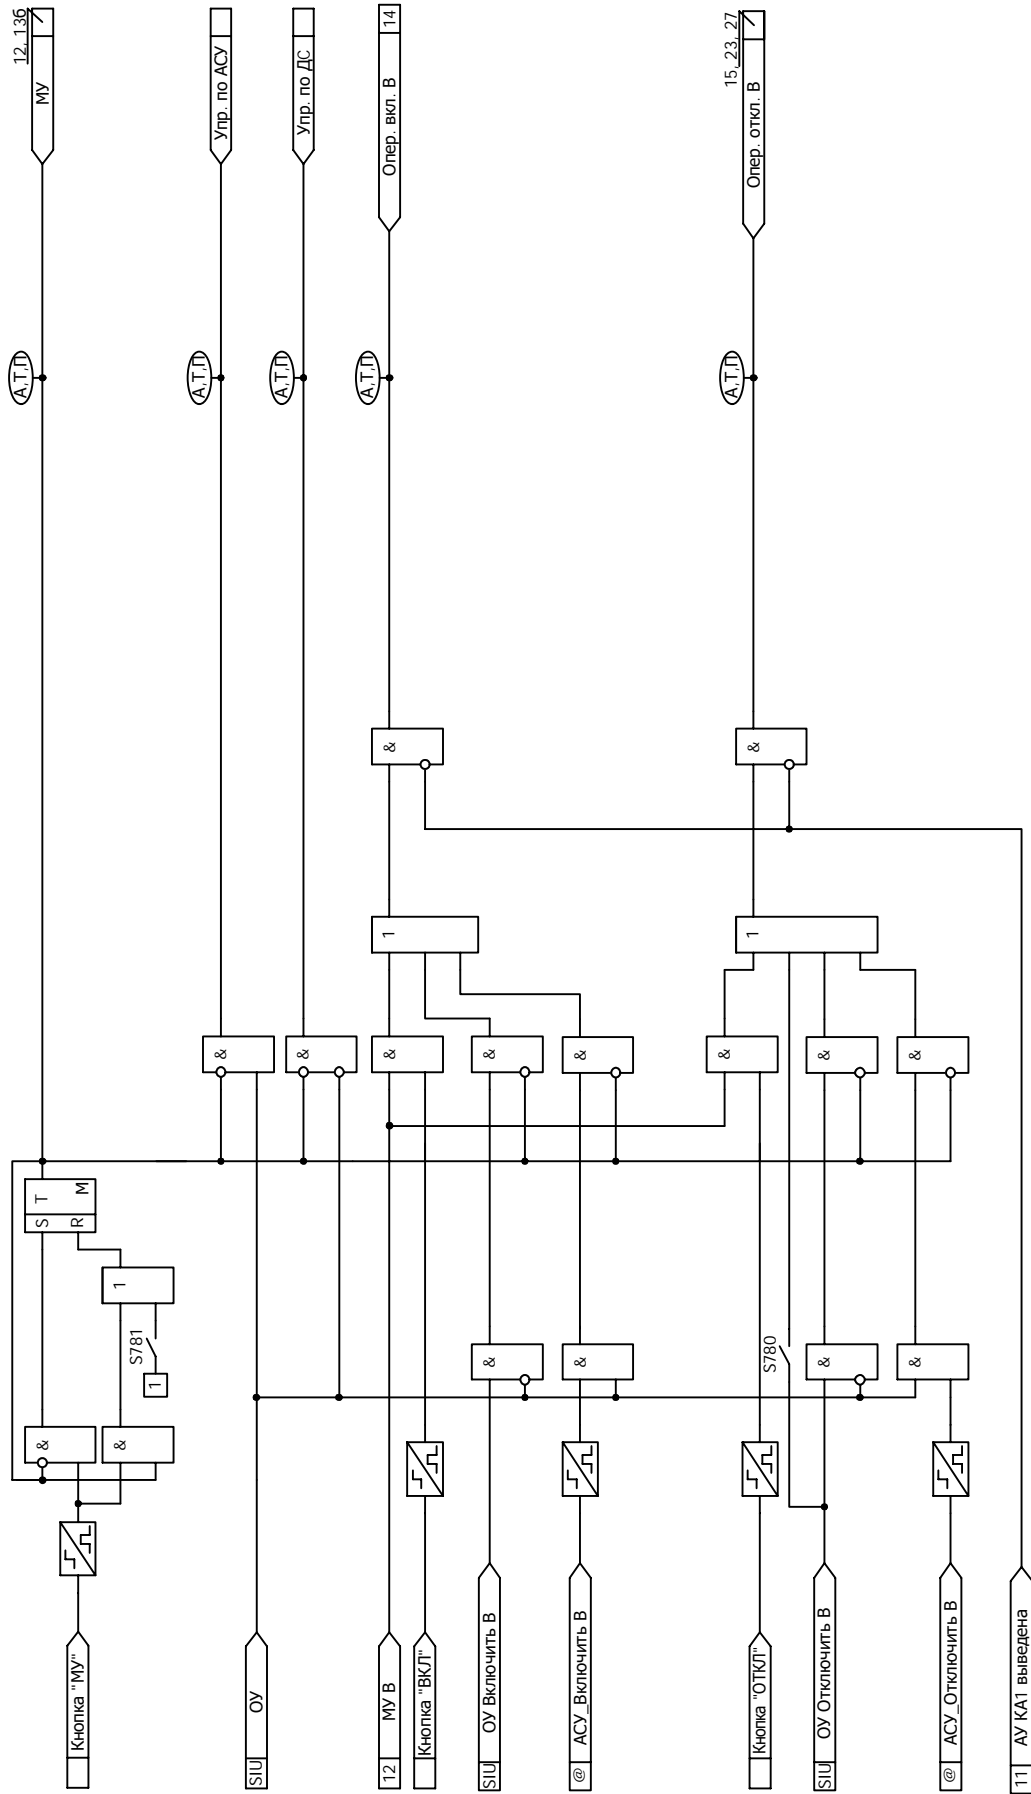 12, 13б
МУ
Упр. по АСУ
Упр. по ДС
14
Опер. вкл. В
15, 23, 27
Опер. откл. В
А,Т,П
А,Т,П
А,Т,П
А,Т,П
А,Т,П
&
&
1
1
&
&
&
&
&
&
&
&
S T
R M
1
S781
1
&
&
&
&
S780
&
&
Кнопка "МУ"
SIU ОУ
12 МУ В
Кнопка "ВКЛ"
SIU ОУ Включить В
@ АСУ_Включить В
Кнопка "ОТКЛ"
SIU ОУ Отключить В
@ АСУ_Отключить В
11 АУ КА1 выведена